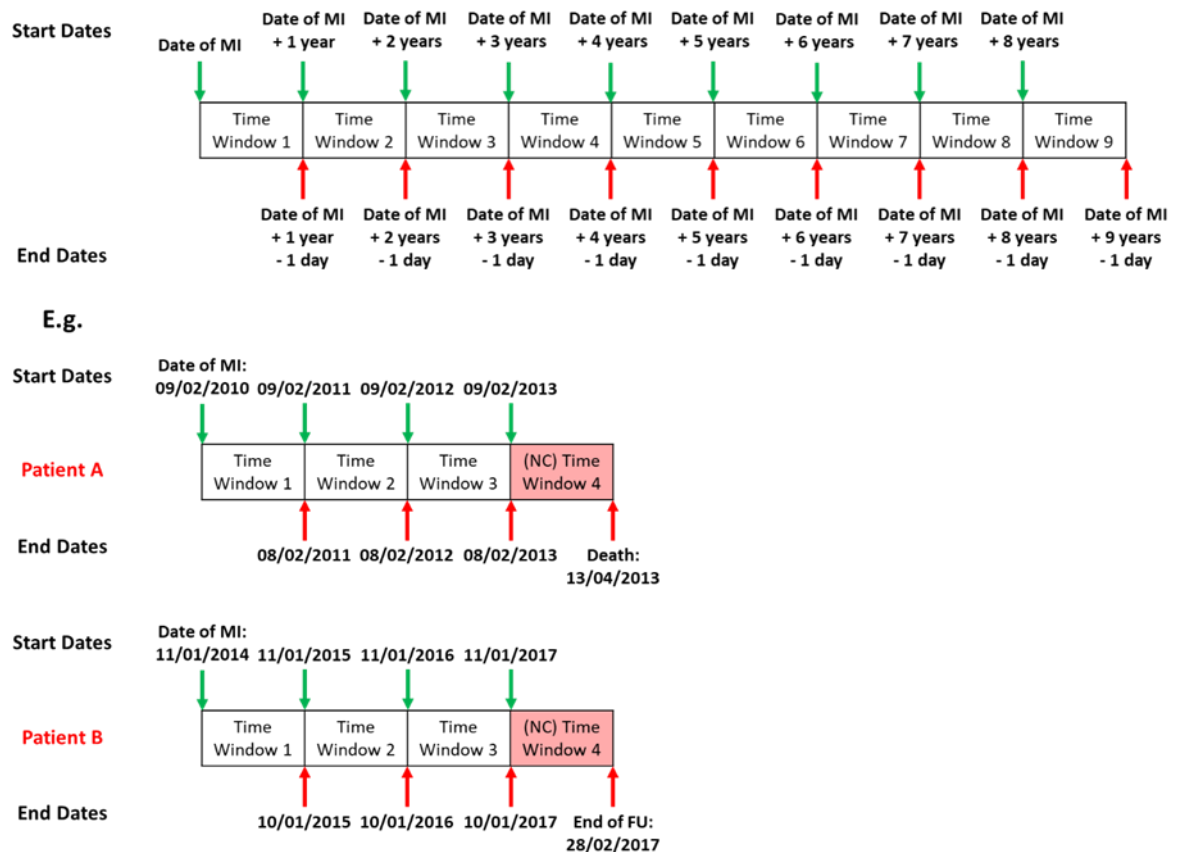 Start Dates
Date of MI
Date of MI + 1 year
Date of MI + 2 years
Date of MI + 3 years
Date of MI + 4 years
Date of MI + 5 years
Date of MI + 6 years
Date of MI + 7 years
Date of MI + 8 years
Time Window 1
Time Window 2
Time Window 3
Time Window 4
Time Window 5
Time Window 6
Time Window 7
Time Window 8
Time Window 9
End Dates
Date of MI + 1 year - 1 day
Date of MI + 2 years - 1 day
Date of MI + 3 years - 1 day
Date of MI + 4 years - 1 day
Date of MI + 5 years - 1 day
Date of MI + 6 years - 1 day
Date of MI + 7 years - 1 day
Date of MI + 8 years - 1 day
Date of MI + 9 years - 1 day
E.g.
Start Dates
Date of MI:
09/02/2010 09/02/2011 09/02/2012 09/02/2013
Patient A
Time Window 1
Time Window 2
Time Window 3
(NC) Time Window 4
End Dates
08/02/2011 08/02/2012 08/02/2013
Death:
13/04/2013
Start Dates
Date of MI:
11/01/2014 11/01/2015 11/01/2016 11/01/2017
Patient B
Time Window 1
Time Window 2
Time Window 3
(NC) Time Window 4
End Dates
10/01/2015 10/01/2016 10/01/2017
End of FU:
28/02/2017